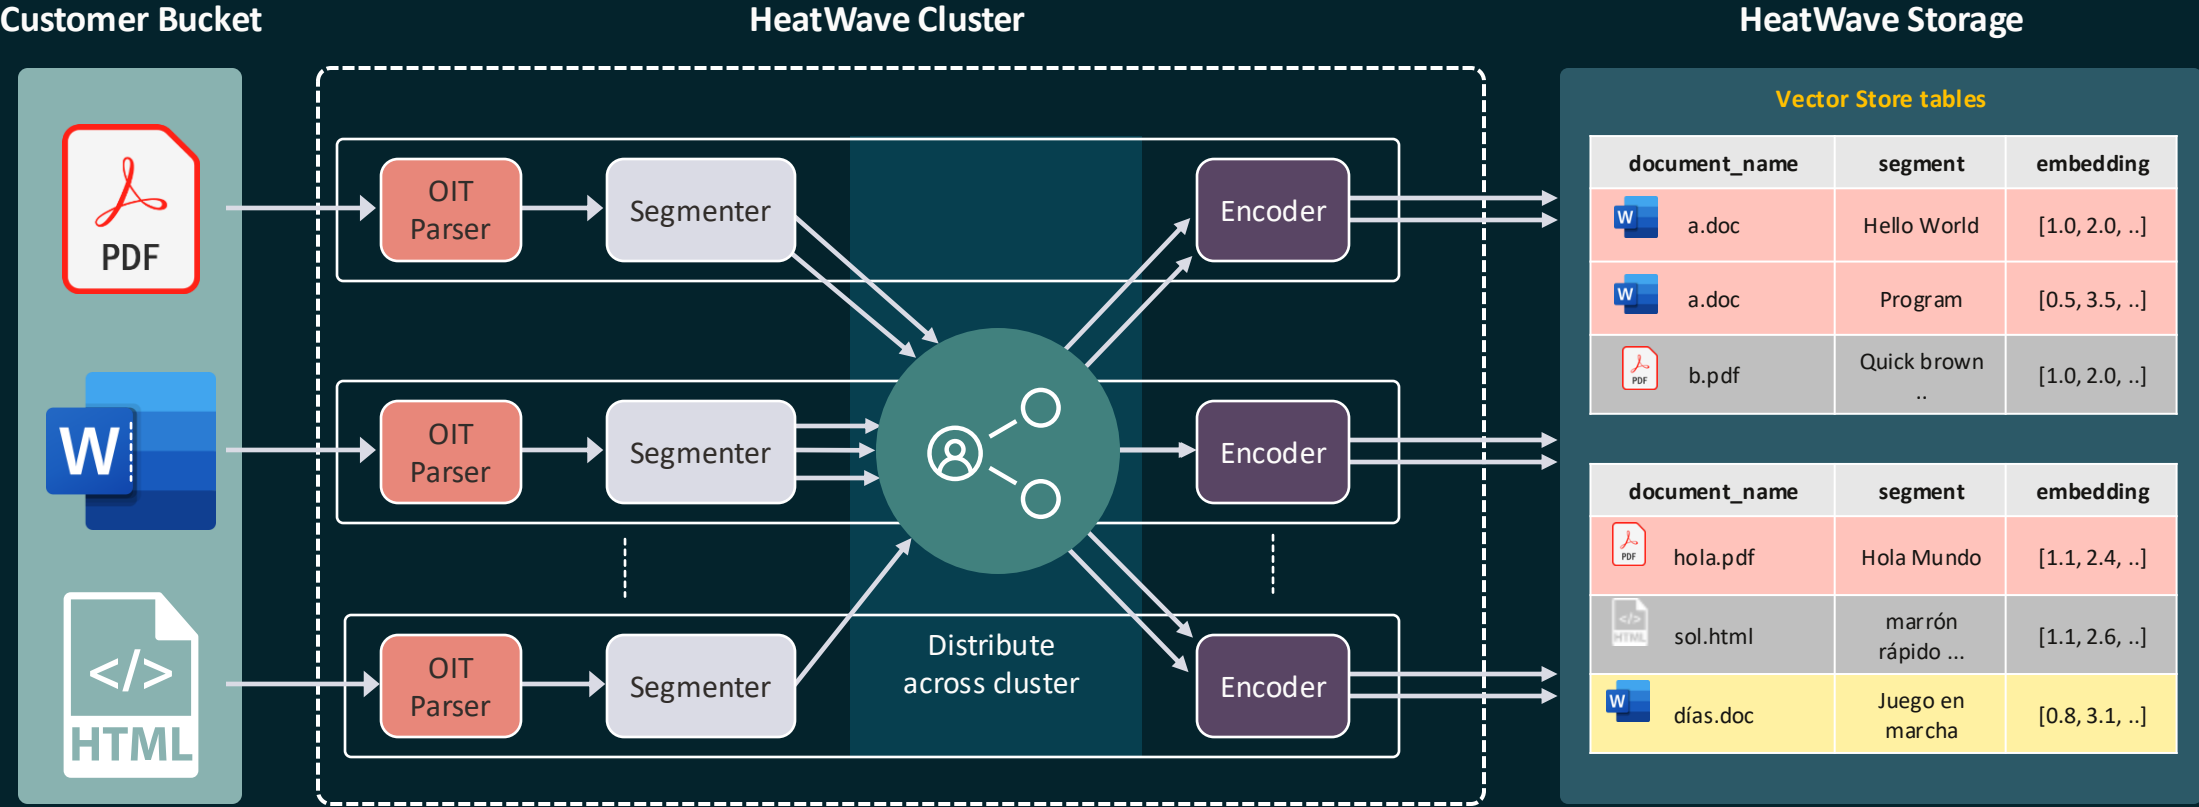 Customer Bucket
HeatWave Cluster
HeatWave Storage
PDF
W
</>
HTML
OIT
Parser
Segmenter
Encoder
OIT
Parser
Segmenter
Encoder
OIT
Parser
Segmenter
Distribute
across cluster
Encoder
Vector Store tables
document_name segment embedding
W a.doc Hello World [1.0, 2.0, ..]
W a.doc Program [0.5, 3.5, ..]
PDF b.pdf Quick brown
.. [1.0, 2.0, ..]
document_name segment embedding
PDF hola.pdf Hola Mundo [1.1, 2.4, ..]
</> HTML sol.html marrón
rápido ... [1.1, 2.6, ..]
W días.doc Juego en
marcha [0.8, 3.1, ..]